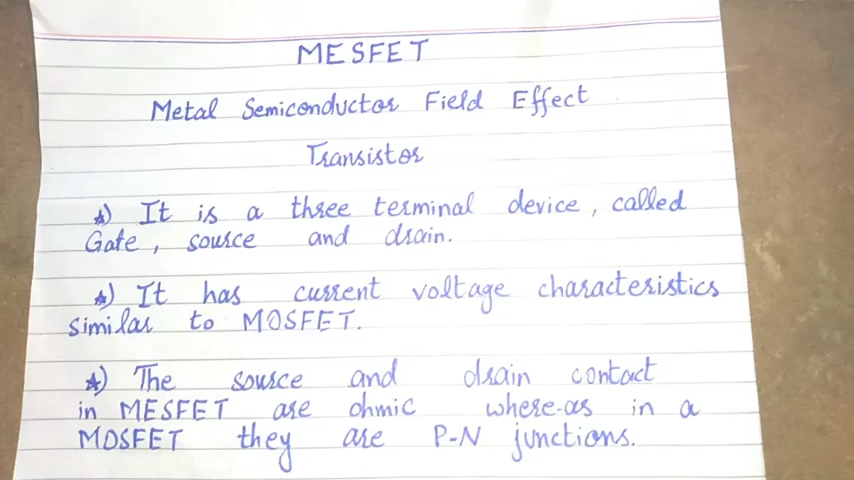 MESFET
Metal Semiconductor Field Effect
Transistor
☆) It is a three terminal device, called
Gate, source and drain.
☆) It has current voltage characteristics
similar to MOSFET.
☆) The source and drain contact
in MESFET are ohmic where-as in a
MOSFET they are P-N junctions.